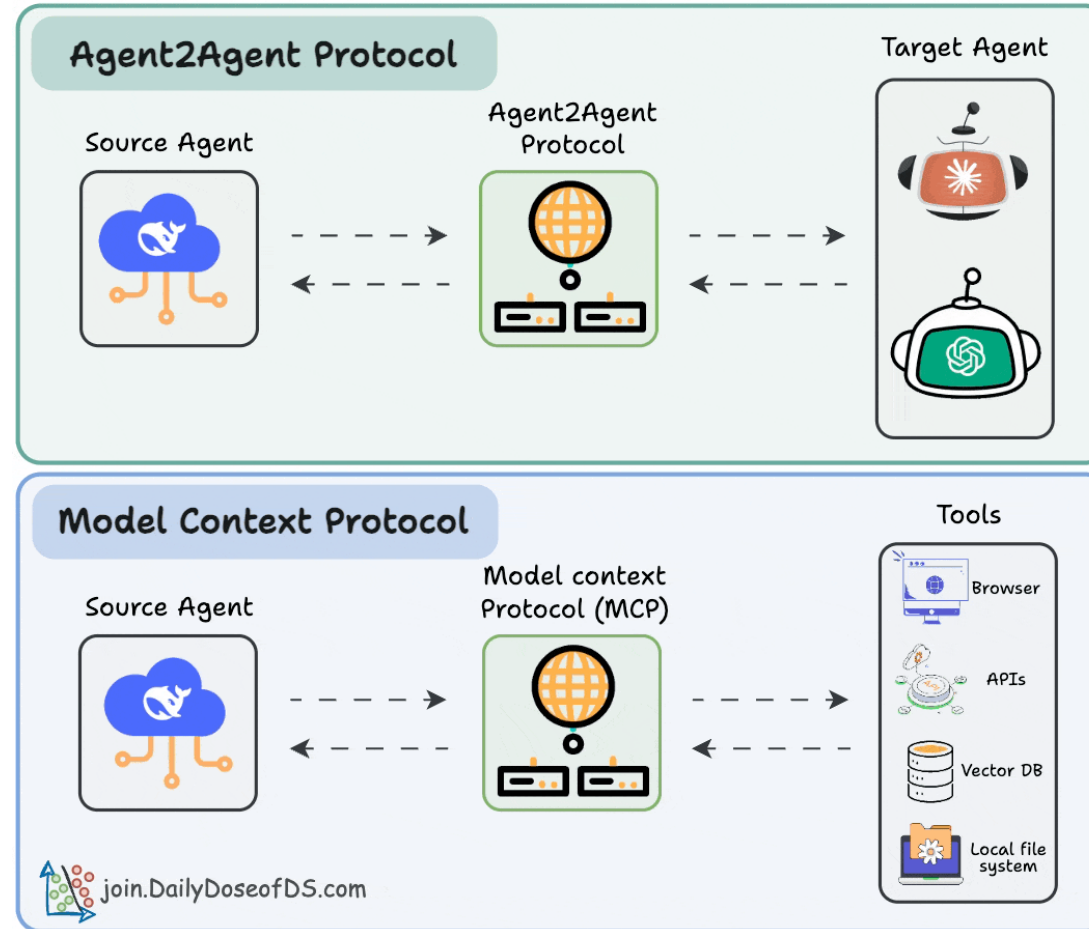 Agent2Agent Protocol
Target Agent
Source Agent
Agent2Agent
Protocol
Model Context Protocol
Tools
Source Agent
Model context
Protocol (MCP)
Browser
API
APIs
Vector DB
Local file
system
join.DailyDoseofDS.com